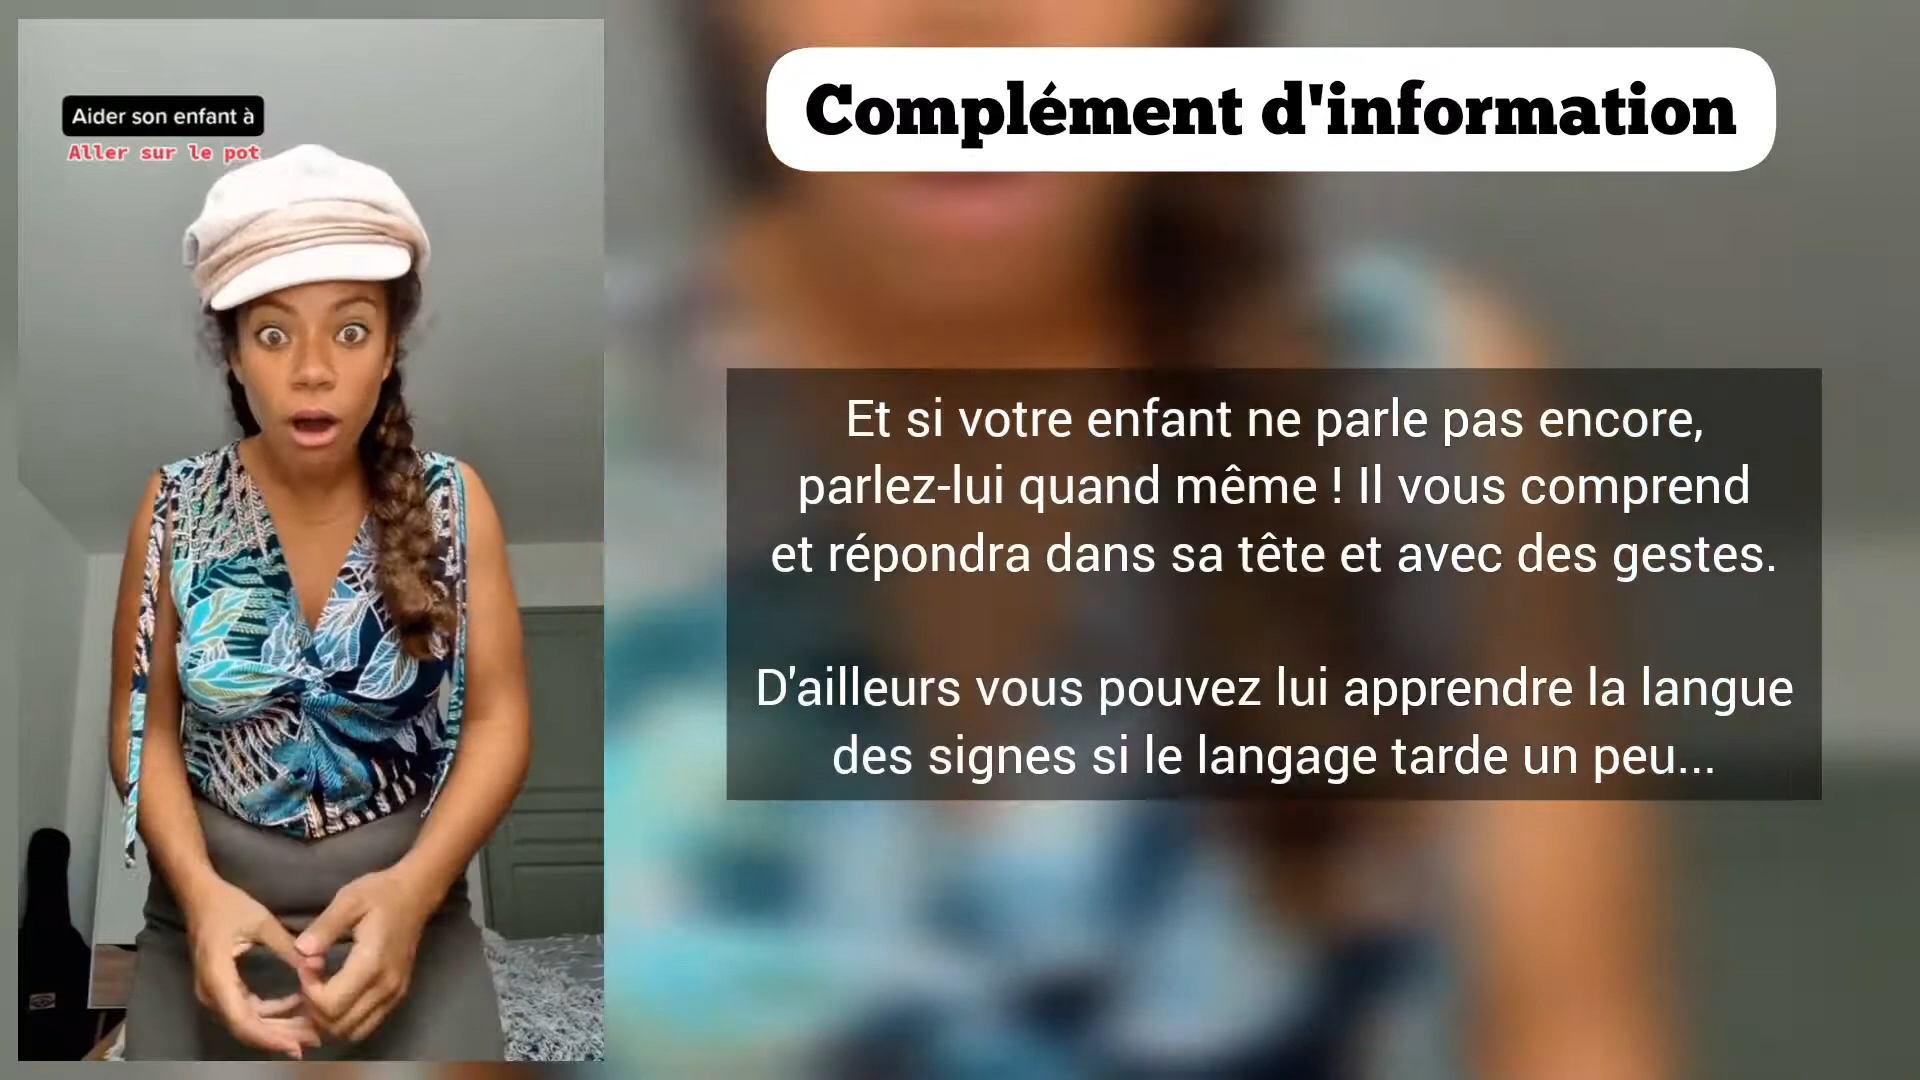 Aider son enfant à
Aller sur le pot
Complément d'information
Et si votre enfant ne parle pas encore,
parlez-lui quand même ! Il vous comprend
et répondra dans sa tête et avec des gestes.
D'ailleurs vous pouvez lui apprendre la langue
des signes si le langage tarde un peu...